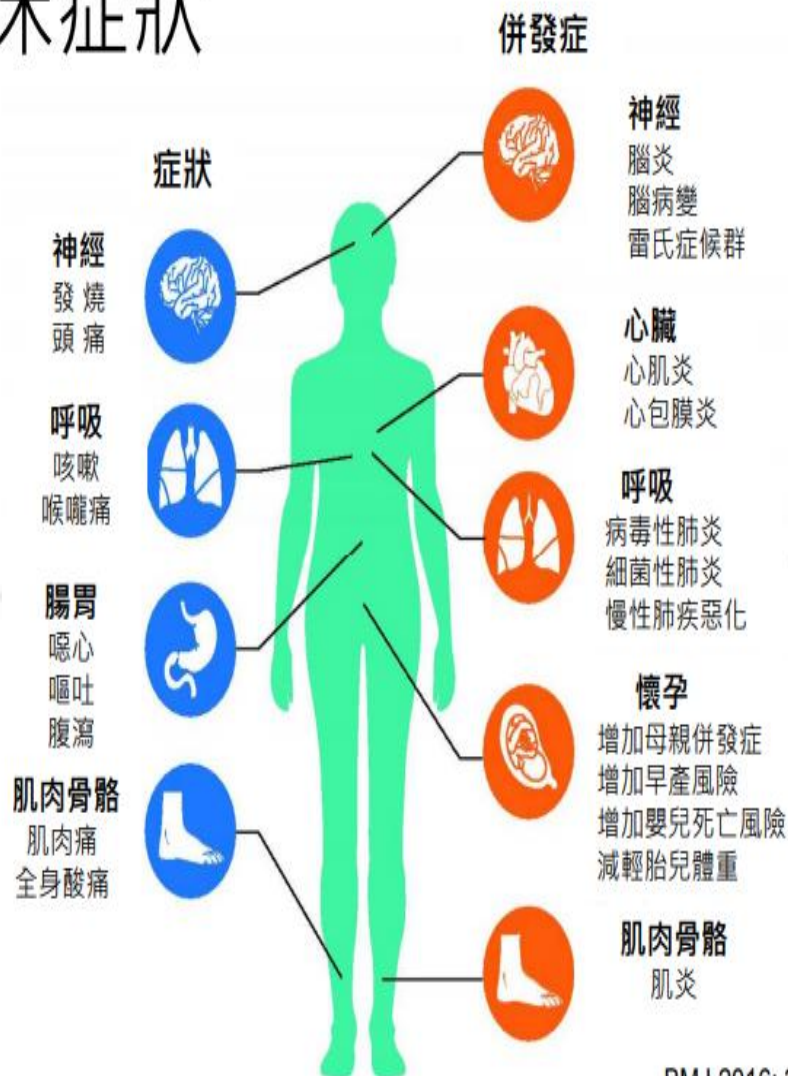 症狀
併發症
症狀
神經
發燒
頭痛
呼吸
咳嗽
喉嚨痛
腸胃
噁心
嘔吐
腹瀉
肌肉骨骼
肌肉痛
全身酸痛
神經
腦炎
腦病變
雷氏症候群
心臟
心肌炎
心包膜炎
呼吸
病毒性肺炎
細菌性肺炎
慢性肺疾惡化
懷孕
增加母親併發症
增加早產風險
增加嬰兒死亡風險
減輕胎兒體重
肌肉骨骼
肌炎